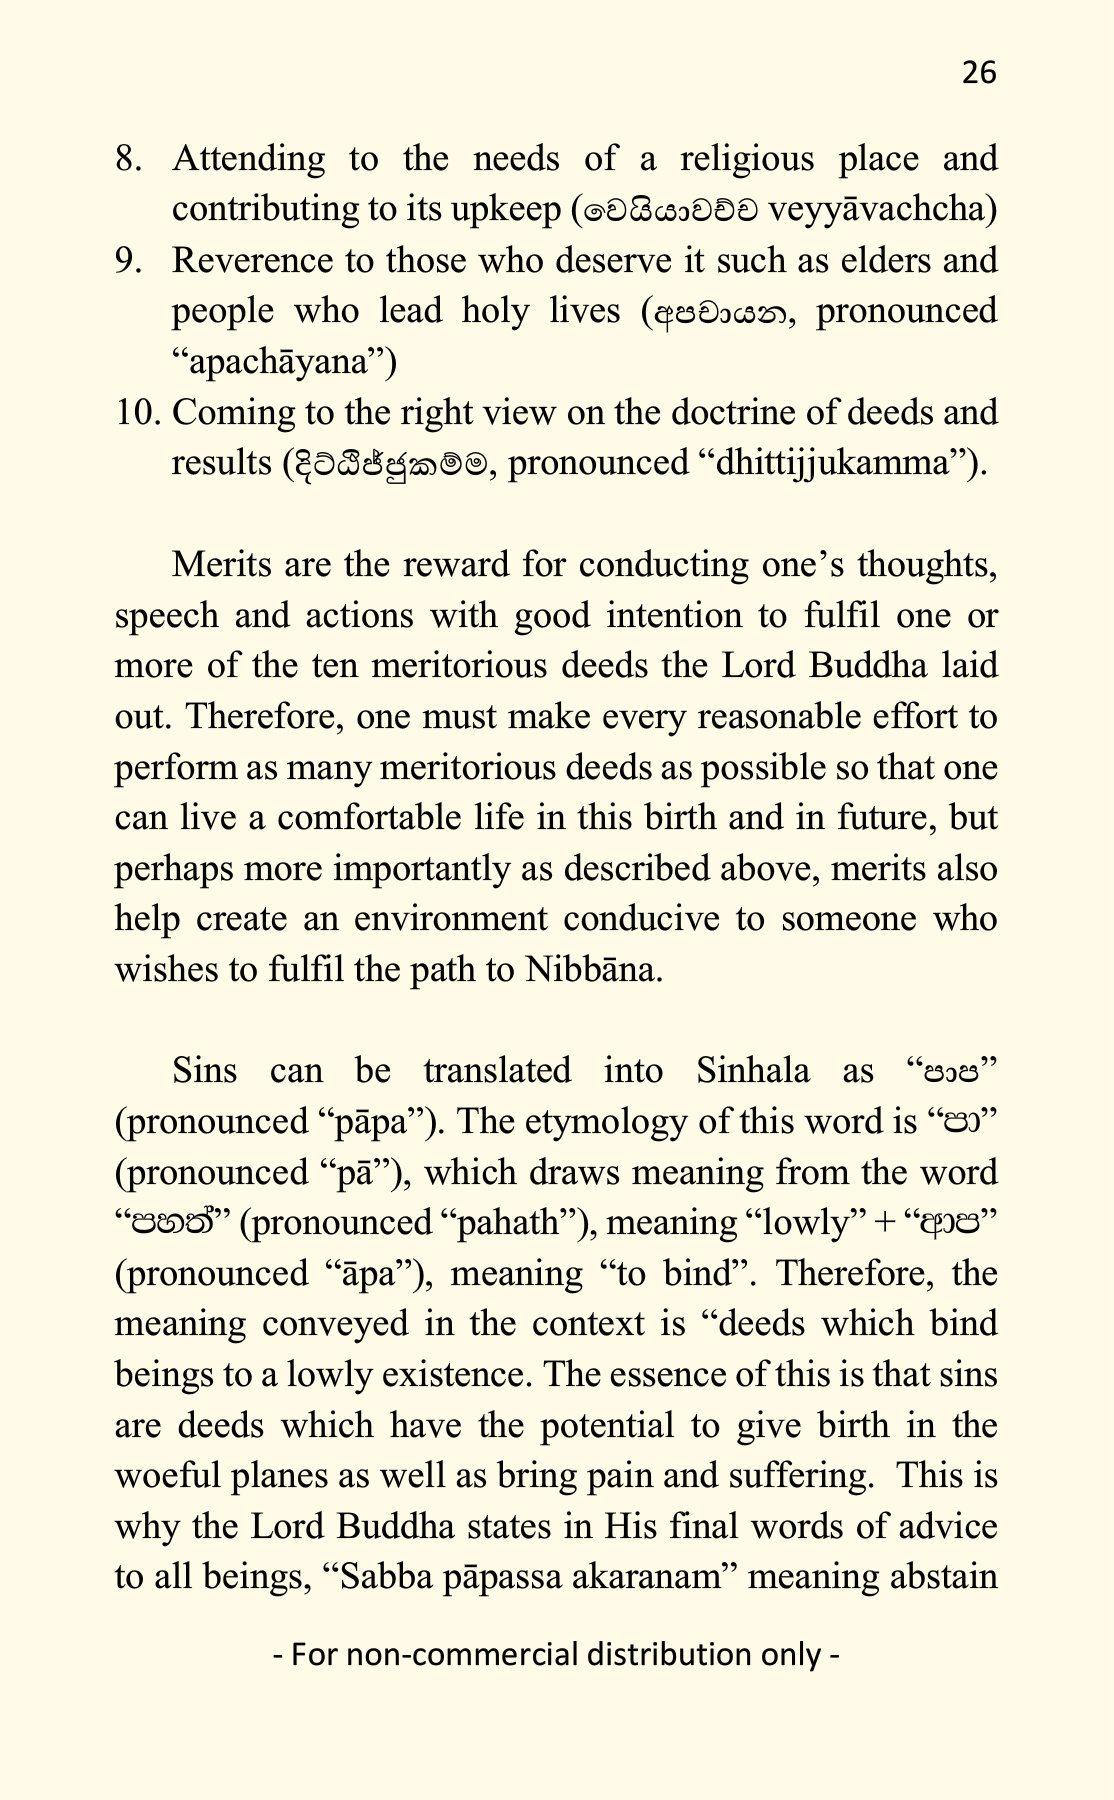 26
8. Attending to the needs of a religious place and
contributing to its upkeep (වෙයියාවච්ච veyyāvachcha)
9. Reverence to those who deserve it such as elders and
people who lead holy lives (අපචායන, pronounced
“apachāyana”)
10. Coming to the right view on the doctrine of deeds and
results (දිට්ඨිජ්ජුකම්ම, pronounced “dhittijjukamma”).
Merits are the reward for conducting one’s thoughts,
speech and actions with good intention to fulfil one or
more of the ten meritorious deeds the Lord Buddha laid
out. Therefore, one must make every reasonable effort to
perform as many meritorious deeds as possible so that one
can live a comfortable life in this birth and in future, but
perhaps more importantly as described above, merits also
help create an environment conducive to someone who
wishes to fulfil the path to Nibbāna.
Sins can be translated into Sinhala as “පාප”
(pronounced “pāpa”). The etymology of this word is “පා”
(pronounced “pā”), which draws meaning from the word
“පහත්” (pronounced “pahath”), meaning “lowly” + “ආප”
(pronounced “āpa”), meaning “to bind”. Therefore, the
meaning conveyed in the context is “deeds which bind
beings to a lowly existence. The essence of this is that sins
are deeds which have the potential to give birth in the
woeful planes as well as bring pain and suffering.  This is
why the Lord Buddha states in His final words of advice
to all beings, “Sabba pāpassa akaranam” meaning abstain
- For non-commercial distribution only -